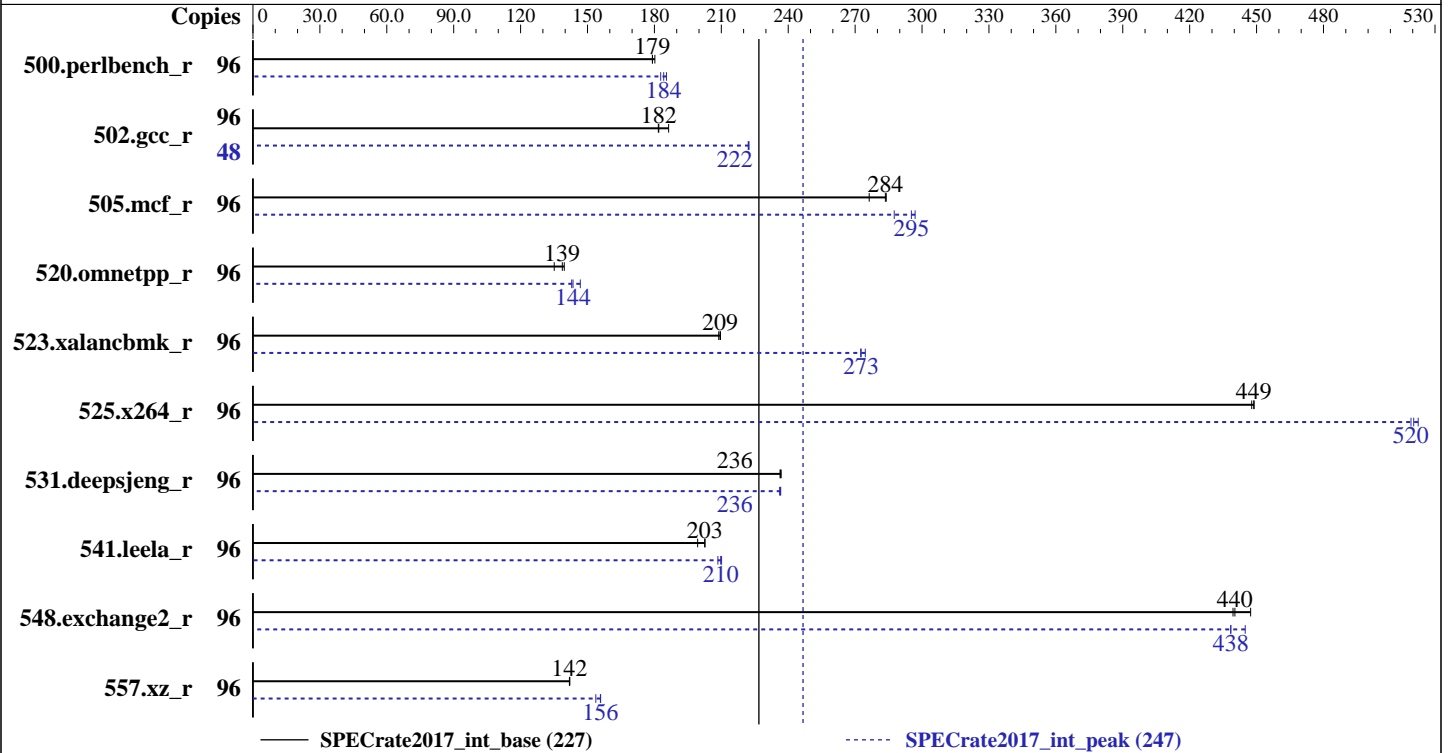 Copies 0 30.0 60.0 90.0 120 150 180 210 240 270 300 330 360 390 420 450 480 530
179
500.perlbench_r 96
184
96 182
502.gcc_r
48 222
284
505.mcf_r 96
295
139
520.omnetpp_r 96
144
209
523.xalancbmk_r 96
273
449
525.x264_r 96
520
236
531.deepsjeng_r 96
236
203
541.leela_r 96
210
440
548.exchange2_r 96
438
142
557.xz_r 96
156
SPECrate2017_int_base (227) SPECrate2017_int_peak (247)